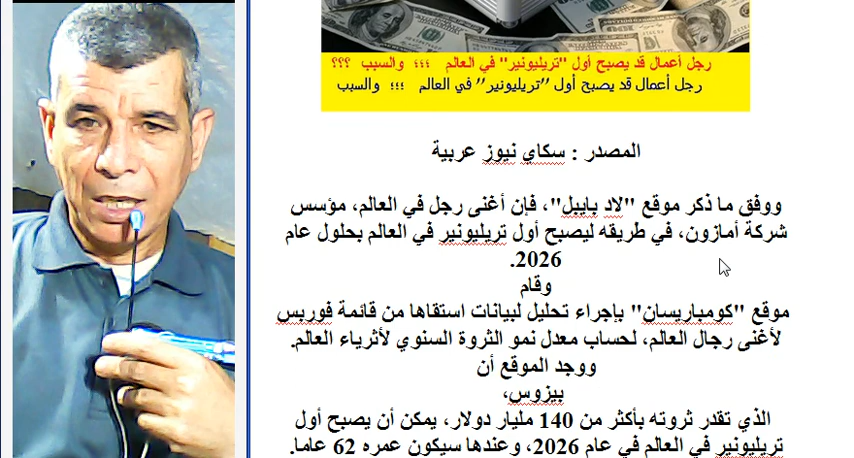 رجل أعمال قد يصبح أول "تريليونير" في العالم ؛؛؛ والسبب ؟؟؟
رجل أعمال قد يصبح أول "تريليونير" في العالم ؛؛؛ والسبب
المصدر : سكاي نيوز عربية
ووفق ما ذكر موقع "لاد بايبل"، فإن أغنى رجل في العالم، مؤسس
شركة أمازون، في طريقه ليصبح أول تريليونير في العالم بحلول عام
2026.
وقام
موقع "كومباريسان" بإجراء تحليل لبيانات استقاها من قائمة فوربس
لأغنى رجال العالم، لحساب معدل نمو الثروة السنوي لأثرياء العالم.
ووجد الموقع أن
بيزوس،
الذي تقدر ثروته بأكثر من 140 مليار دولار، يمكن أن يصبح أول
تريليونير في العالم في عام 2026، وعندها سيكون عمره 62 عاما.